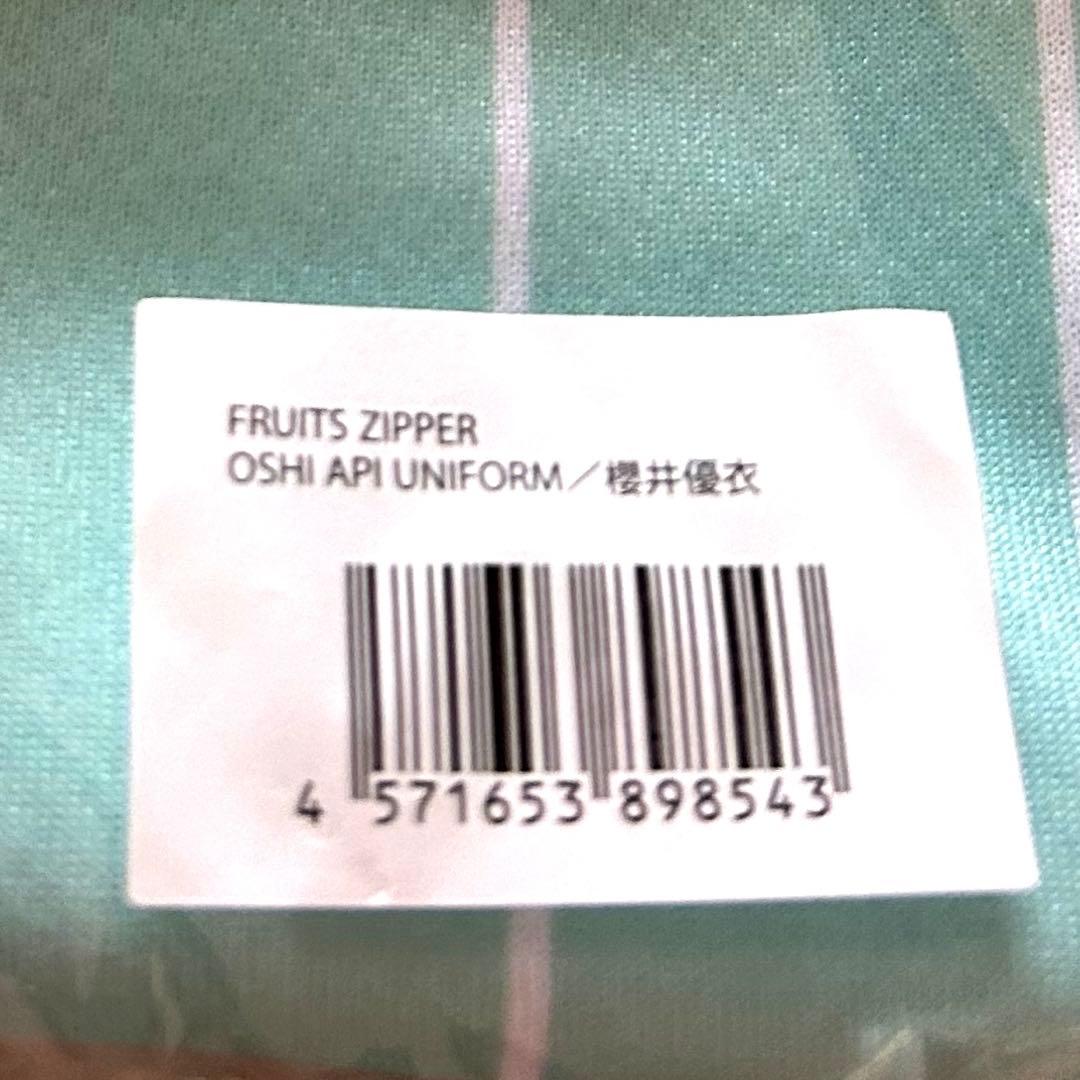 FRUITS ZIPPER
OSHI API UNIFORM／櫻井優衣
4 571653 898543